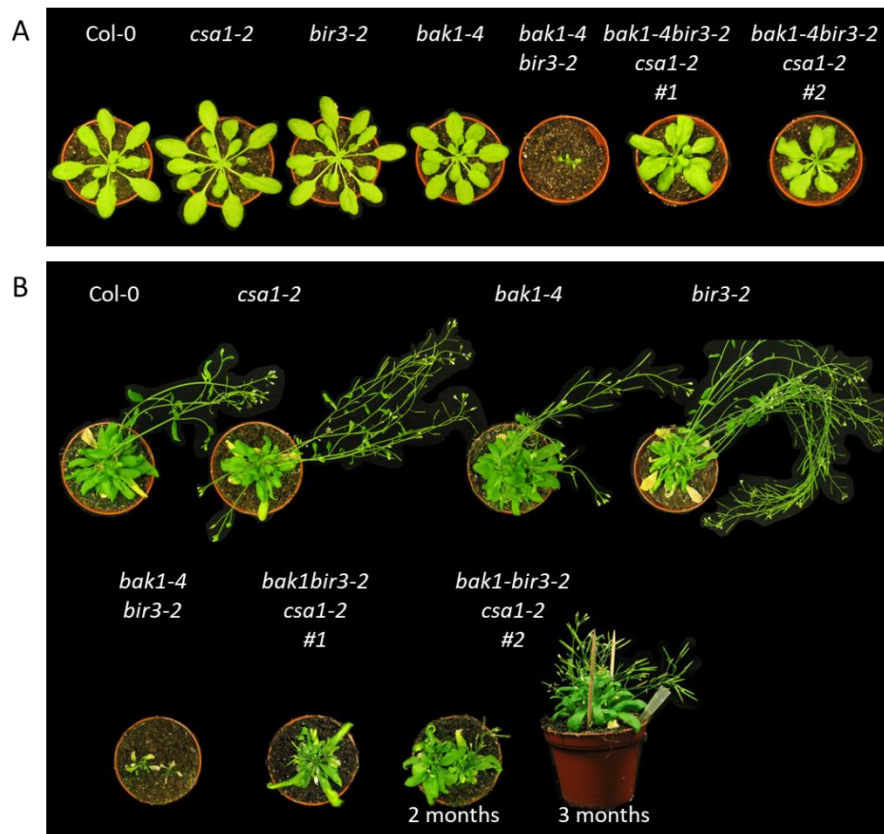 A
Col-0
csa1-2
bir3-2
bak1-4
bak1-4
bir3-2
bak1-4bir3-2
csa1-2
#1
bak1-4bir3-2
csa1-2
#2
B
Col-0
csa1-2
bak1-4
bir3-2
bak1-4
bir3-2
bak1bir3-2
csa1-2
#1
bak1-bir3-2
csa1-2
#2
2 months
3 months